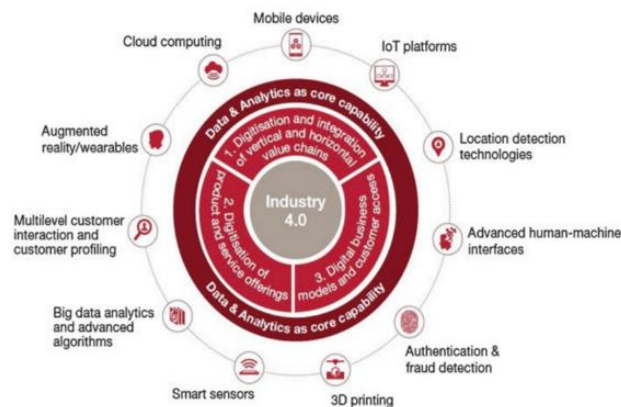 Mobile devices
Cloud computing
IoT platforms
Augmented
reality/wearables
Location detection
technologies
Multilevel customer
interaction and
customer profiling
Advanced human-machine
interfaces
Big data analytics
and advanced
algorithms
Authentication &
fraud detection
Smart sensors
3D printing
Data & Analytics as core capability
1. Digitisation and integration
of vertical and horizontal
value chains
2. Digitisation of
product and service offerings
3. Digital business
models and customer access
Industry
4.0
Data & Analytics as core capability